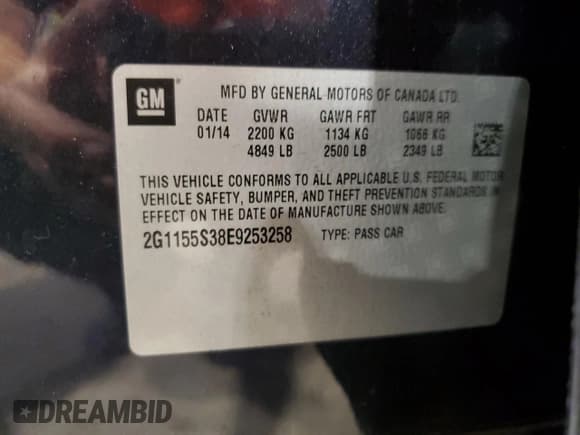 GM
MFD BY GENERAL MOTORS OF CANADA LTD.
DATE GVWR GAWR FRT GAWR RR
01/14 2200 KG 1134 KG 1066 KG
4849 LB 2500 LB 2349 LB
THIS VEHICLE CONFORMS TO ALL APPLICABLE U.S. FEDERAL MOTOR
VEHICLE SAFETY, BUMPER, AND THEFT PREVENTION STANDARDS IN
EFFECT ON THE DATE OF MANUFACTURE SHOWN ABOVE.
2G1155S38E9253258 TYPE: PASS CAR
DREAMBID